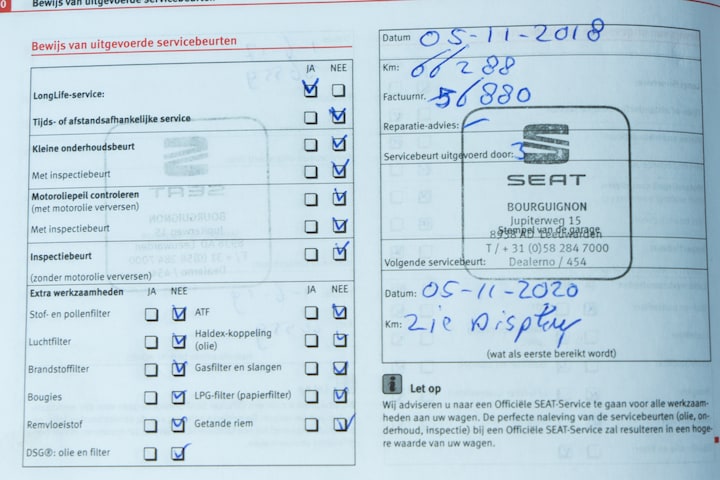 0 Bewijs van uitgevoerde servicebeurten
Bewijs van uitgevoerde servicebeurten
JA NEE
LongLife-service:
Tijds- of afstandsafhankelijke service
Kleine onderhoudsbeurt
Met inspectiebeurt
Motoroliepeil controleren
(met motorolie verversen)
Met inspectiebeurt
Inspectiebeurt
(zonder motorolie verversen)
Extra werkzaamheden JA NEE JA NEE
Stof- en pollenfilter ATF
Luchtfilter Haldex-koppeling
(olie)
Brandstoffilter Gasfilter en slangen
Bougies LPG-filter (papierfilter)
Remvloeistof Getande riem
DSG®: olie en filter
Datum 05-11-2018
Km: 66288
Factuurnr. 56880
Reparatie-advies:
Servicebeurt uitgevoerd door:
SEAT
BOURGUIGNON
Jupiterweg 15
Stempel van de garage
8938 AD Leeuwarden
T / + 31 (0)58 284 7000
Volgende servicebeurt: Dealerno / 454
Datum: 05-11-2020
Km: Zie Display
(wat als eerste bereikt wordt)
i Let op
Wij adviseren u naar een Officiële SEAT-Service te gaan voor alle werkzaam-
heden aan uw wagen. De perfecte naleving van de servicebeurten (olie, on-
derhoud, inspectie) bij een Officiële SEAT-Service zal resulteren in een hoge-
re waarde van uw wagen.